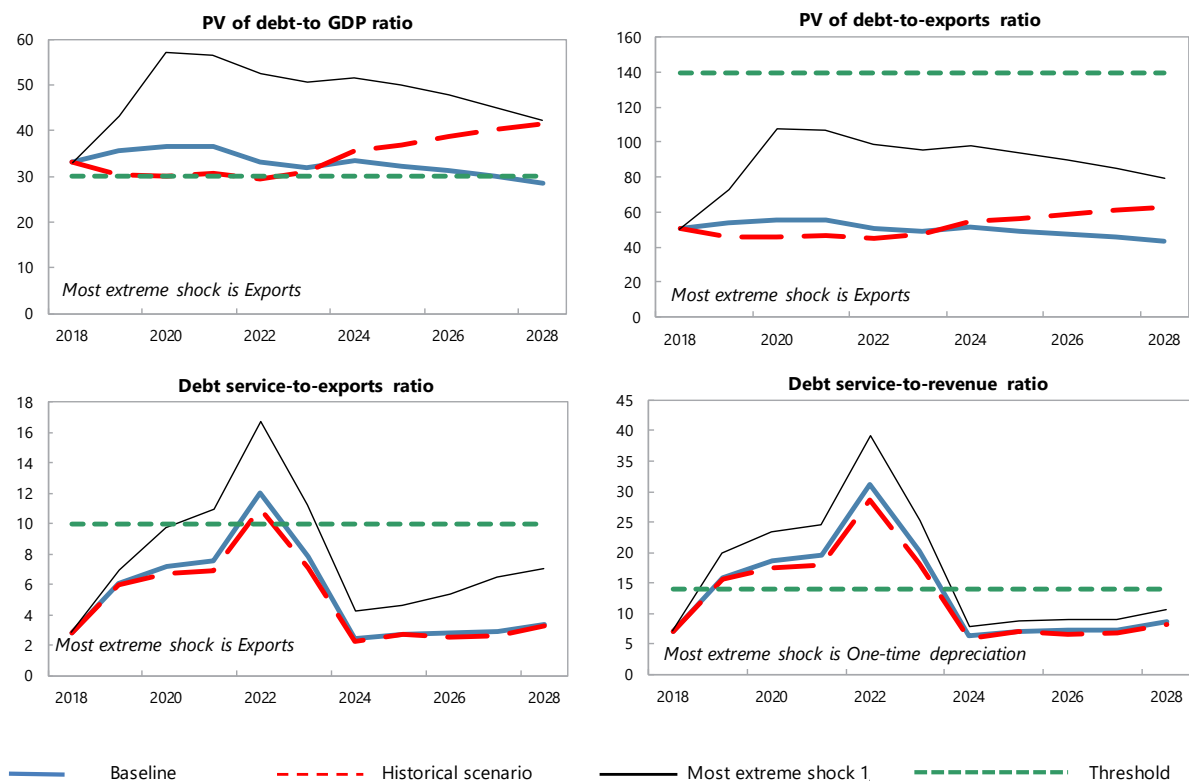 PV of debt-to GDP ratio
60
50
40
30
20
10
0
Most extreme shock is Exports
2018 2020 2022 2024 2026 2028
PV of debt-to-exports ratio
160
140
120
100
80
60
40
20
0
Most extreme shock is Exports
2018 2020 2022 2024 2026 2028
Debt service-to-exports ratio
18
16
14
12
10
8
6
4
2
0
Most extreme shock is Exports
2018 2020 2022 2024 2026 2028
Debt service-to-revenue ratio
45
40
35
30
25
20
15
10
5
0
Most extreme shock is One-time depreciation
2018 2020 2022 2024 2026 2028
Baseline Historical scenario Most extreme shock 1 Threshold